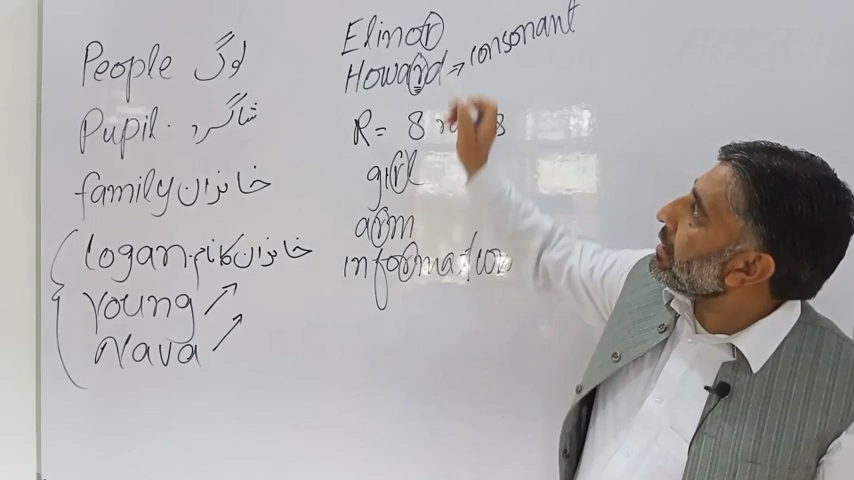 People لوگ
Pupil. شاگرد
family خاندان
Logan. خاندان کا نام
Young
Nava
Elinor
Howard → consonant
R = 8
girl
arm
information